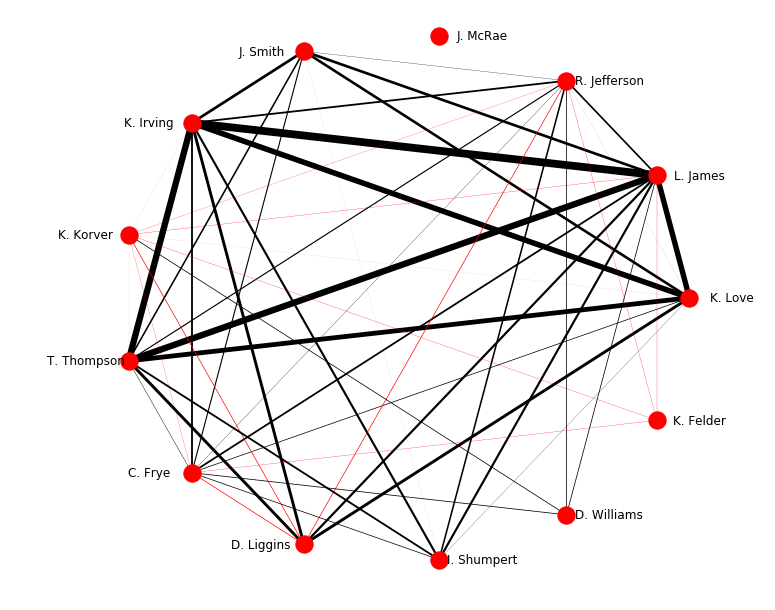 J. McRae
J. Smith
R. Jefferson
K. Irving
L. James
K. Korver
K. Love
T. Thompson
K. Felder
C. Frye
D. Williams
D. Liggins
I. Shumpert